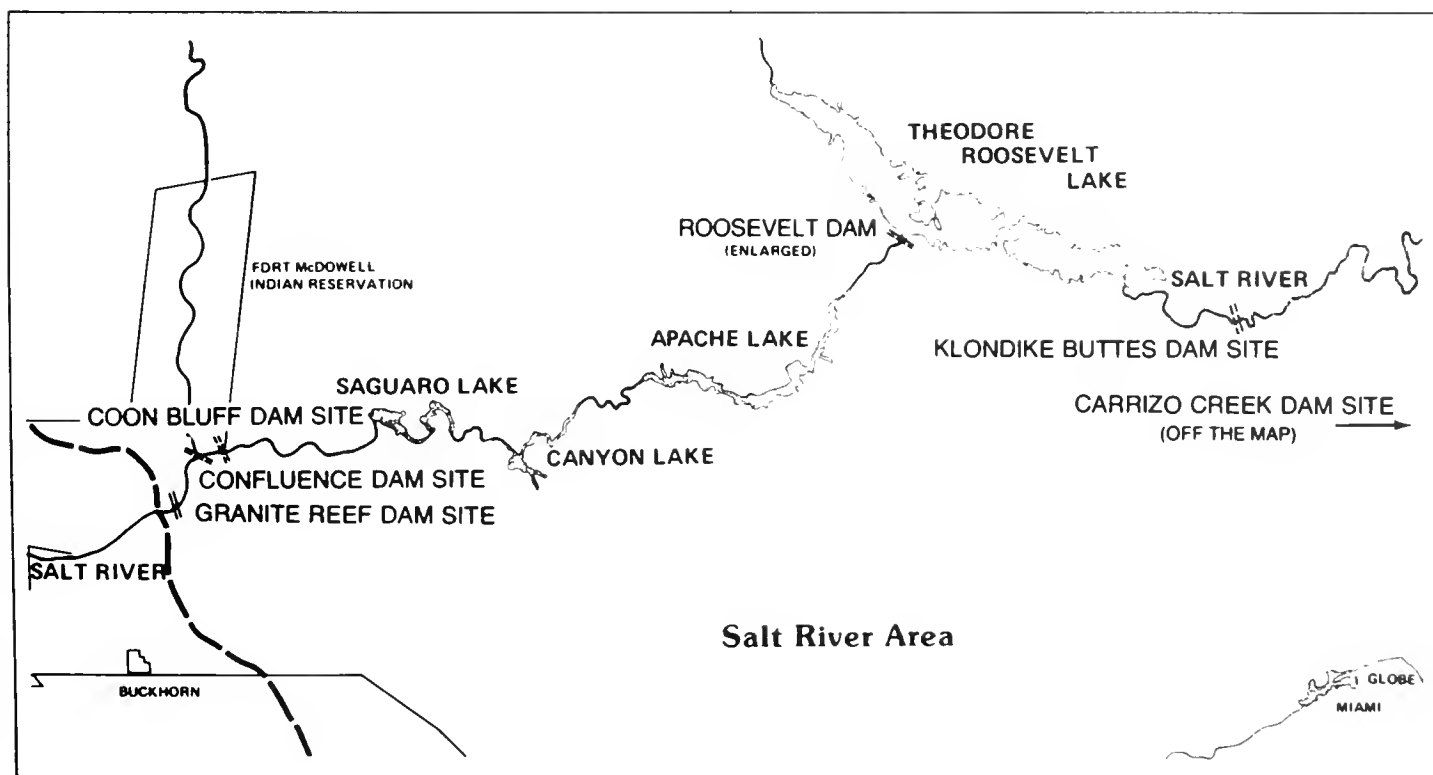 THEODORE
ROOSEVELT
LAKE
ROOSEVELT DAM
(ENLARGED)
FORT McDOWELL
INDIAN RESERVATION
SALT RIVER
APACHE LAKE
KLONDIKE BUTTES DAM SITE
SAGUARO LAKE
COON BLUFF DAM SITE
CARRIZO CREEK DAM SITE
(OFF THE MAP)
CANYON LAKE
CONFLUENCE DAM SITE
GRANITE REEF DAM SITE
SALT RIVER
Salt River Area
BUCKHORN
GLOBE
MIAMI